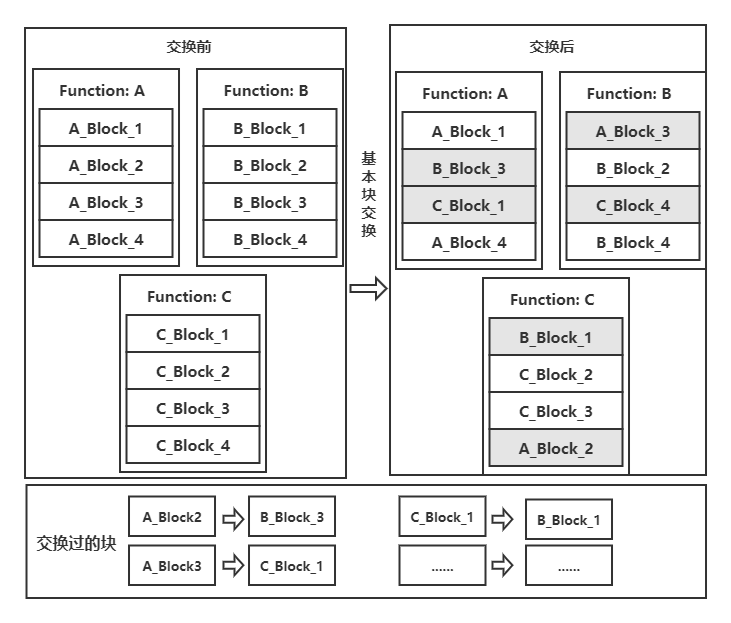 交换前
Function: A
A_Block_1
A_Block_2
A_Block_3
A_Block_4
Function: B
B_Block_1
B_Block_2
B_Block_3
B_Block_4
Function: C
C_Block_1
C_Block_2
C_Block_3
C_Block_4
基本块交换
交换后
Function: A
A_Block_1
B_Block_3
C_Block_1
A_Block_4
Function: B
A_Block_3
B_Block_2
C_Block_4
B_Block_4
Function: C
B_Block_1
C_Block_2
C_Block_3
A_Block_2
交换过的块
A_Block2
B_Block_3
C_Block_1
B_Block_1
A_Block3
C_Block_1
......
......